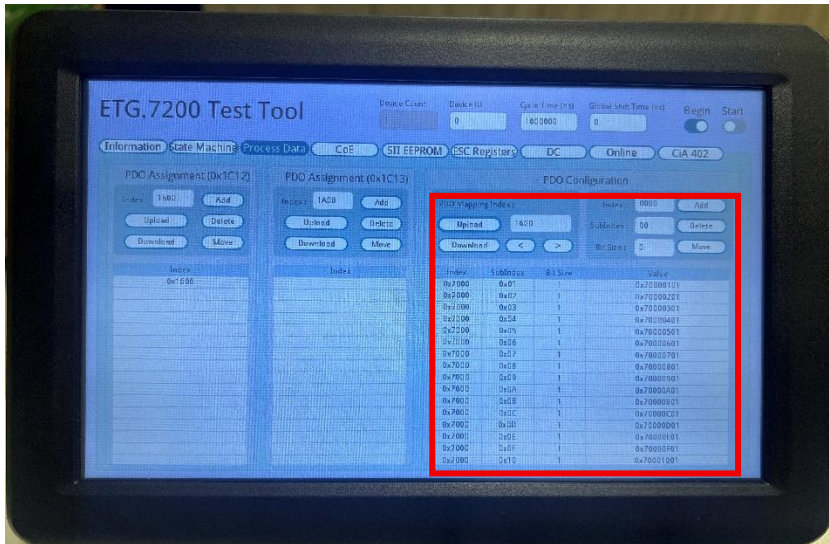 ETG.7200 Test Tool
Device Count Device ID Cycle Time (ns) Global Shift Time (ns) Begin Start
1 0 1000000 0
Information State Machine Process Data CoE SII EEPROM ESC Registers DC Online CiA 402
PDO Assignment (0x1C12)
Index: 1600 Add
Upload Delete
Download Move
Index
0x1600
PDO Assignment (0x1C13)
Index: 1A00 Add
Upload Delete
Download Move
Index
PDO Configuration
PDO Mapping Index: Index: 0000 Add
Upload 1600 SubIndex: 00 Delete
Download < > Bit Size: 0 Move
Index SubIndex Bit Size Value
0x7000 0x01 1 0x70000101
0x7000 0x02 1 0x70000201
0x7000 0x03 1 0x70000301
0x7000 0x04 1 0x70000401
0x7000 0x05 1 0x70000501
0x7000 0x06 1 0x70000601
0x7000 0x07 1 0x70000701
0x7000 0x08 1 0x70000801
0x7000 0x09 1 0x70000901
0x7000 0x0A 1 0x70000A01
0x7000 0x0B 1 0x70000B01
0x7000 0x0C 1 0x70000C01
0x7000 0x0D 1 0x70000D01
0x7000 0x0E 1 0x70000E01
0x7000 0x0F 1 0x70000F01
0x7000 0x10 1 0x70001001